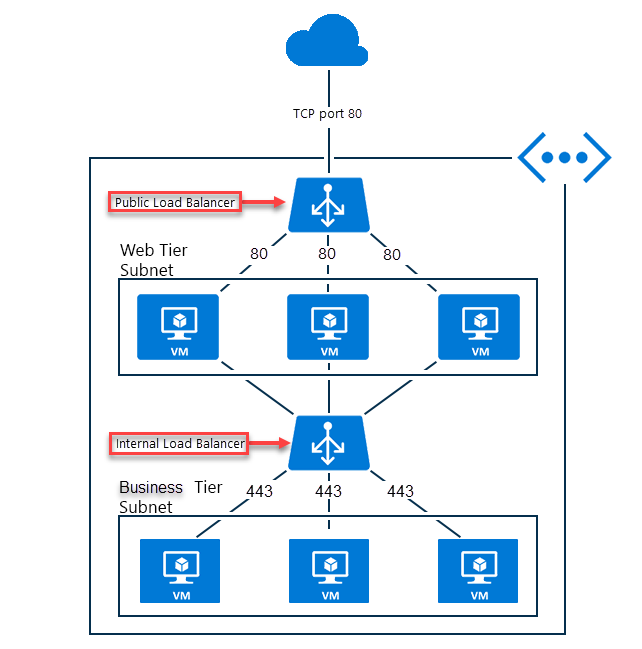 TCP port 80
Public Load Balancer
Web Tier
Subnet
80 80 80
VM VM VM
Internal Load Balancer
Business Tier
Subnet
443 443 443
VM VM VM